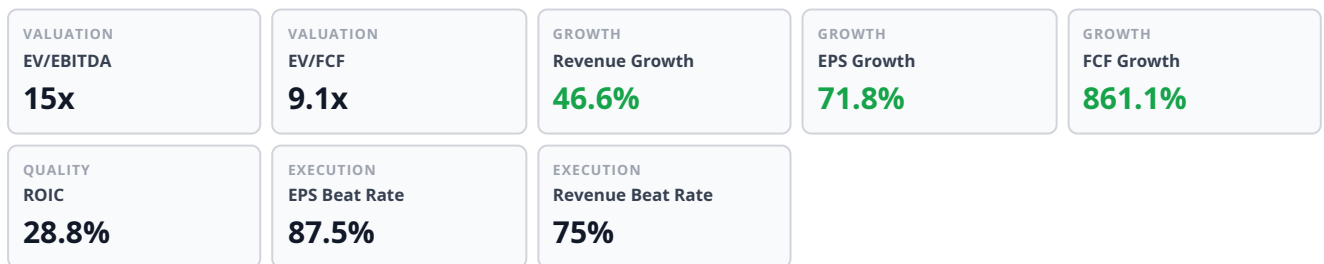 VALUATION
EV/EBITDA
15x
VALUATION
EV/FCF
9.1x
GROWTH
Revenue Growth
46.6%
GROWTH
EPS Growth
71.8%
GROWTH
FCF Growth
861.1%
QUALITY
ROIC
28.8%
EXECUTION
EPS Beat Rate
87.5%
EXECUTION
Revenue Beat Rate
75%